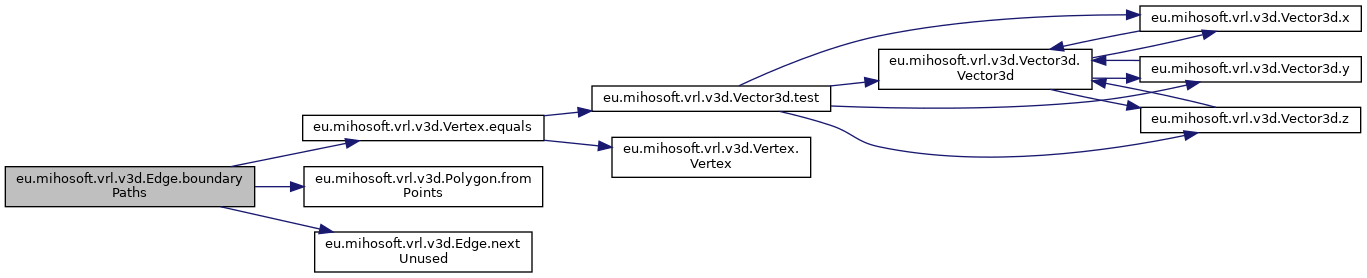 eu.mihosoft.vrl.v3d.Edge.boundary
Paths
eu.mihosoft.vrl.v3d.Vertex.equals
eu.mihosoft.vrl.v3d.Polygon.from
Points
eu.mihosoft.vrl.v3d.Edge.next
Unused
eu.mihosoft.vrl.v3d.Vector3d.test
eu.mihosoft.vrl.v3d.Vertex.
Vertex
eu.mihosoft.vrl.v3d.Vector3d.
Vector3d
eu.mihosoft.vrl.v3d.Vector3d.x
eu.mihosoft.vrl.v3d.Vector3d.y
eu.mihosoft.vrl.v3d.Vector3d.z